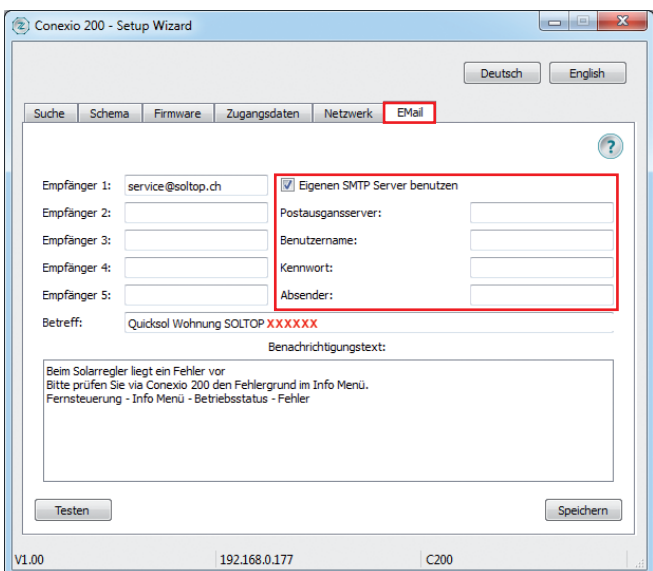 Conexio 200 - Setup Wizard
Deutsch English
Suche Schema Firmware Zugangsdaten Netzwerk EMail
?
Empfänger 1: service@soltop.ch Eigenen SMTP Server benutzen
Empfänger 2: Postausgansserver:
Empfänger 3: Benutzername:
Empfänger 4: Kennwort:
Empfänger 5: Absender:
Betreff: Quicksol Wohnung SOLTOP XXXXXX
Benachrichtigungstext:
Beim Solarregler liegt ein Fehler vor
Bitte prüfen Sie via Conexio 200 den Fehlergrund im Info Menü.
Fernsteuerung - Info Menü - Betriebsstatus - Fehler
Testen Speichern
V1.00 192.168.0.177 C200